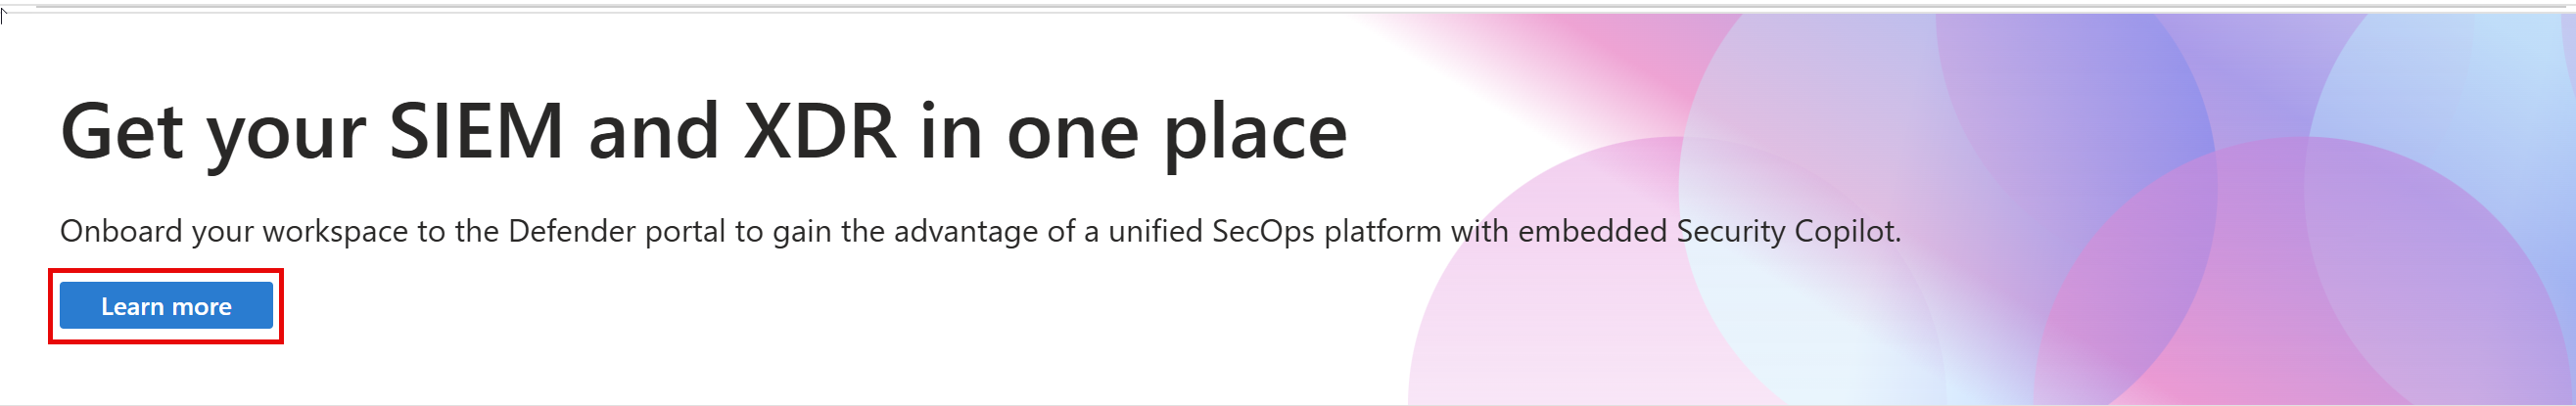 Get your SIEM and XDR in one place
Onboard your workspace to the Defender portal to gain the advantage of a unified SecOps platform with embedded Security Copilot.
Learn more